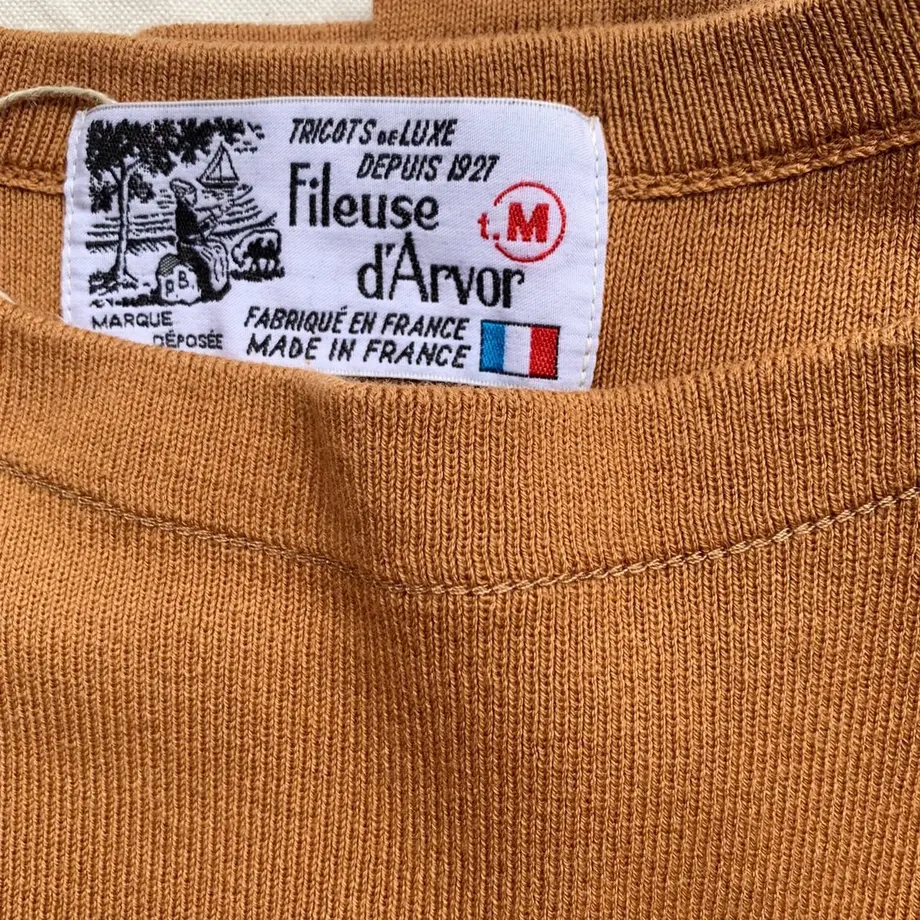 TRICOTS DE LUXE
DEPUIS 1927
Fileuse
d'Arvor
t.M
P.B.
MARQUE
DÉPOSÉE
FABRIQUÉ EN FRANCE
MADE IN FRANCE